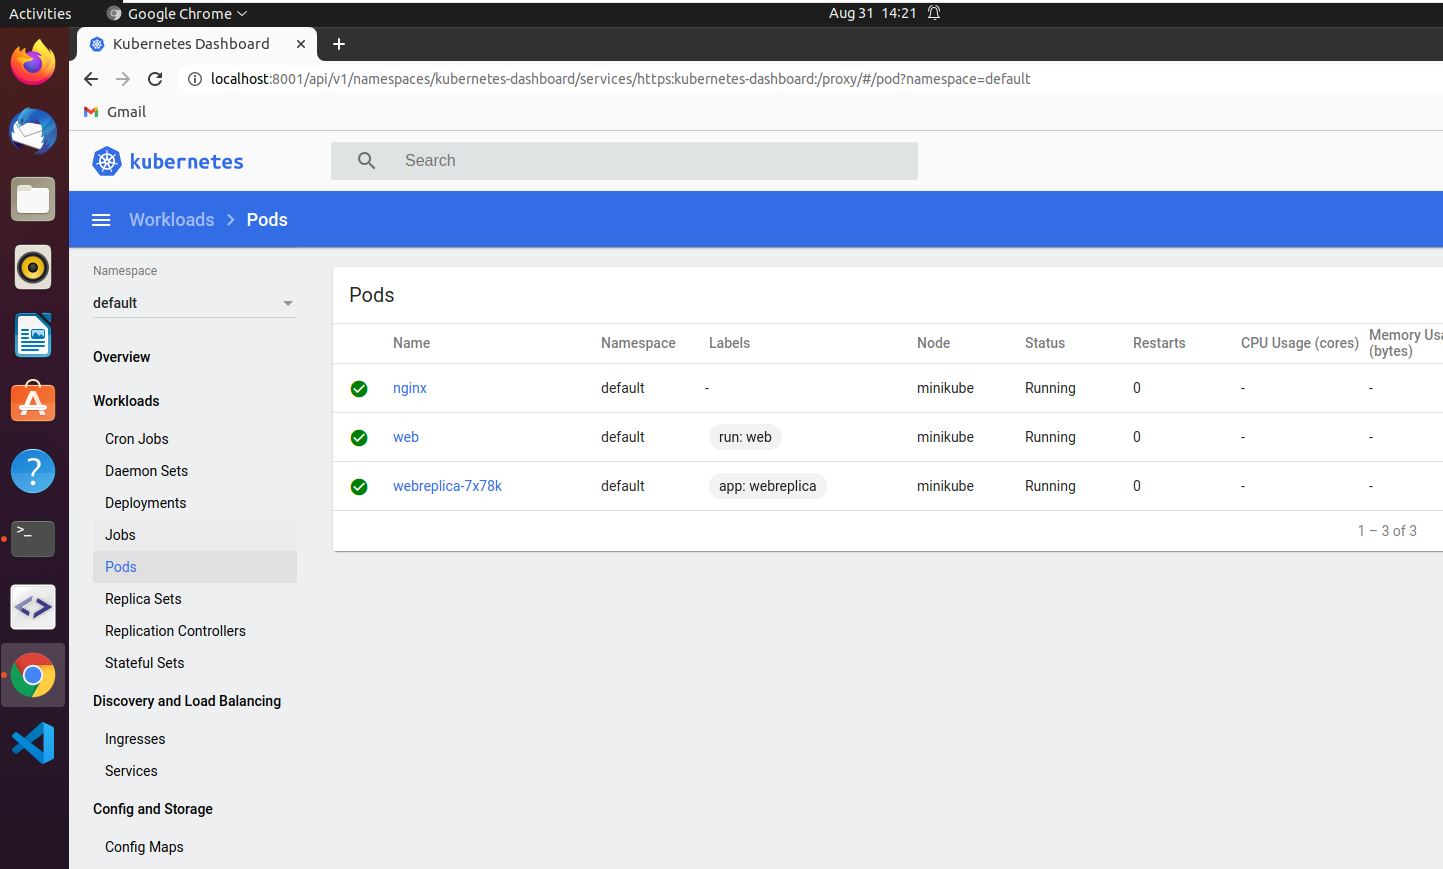 Activities Google Chrome Aug 31 14:21
Kubernetes Dashboard
localhost:8001/api/v1/namespaces/kubernetes-dashboard/services/https:kubernetes-dashboard:/proxy/#/pod?namespace=default
Gmail
kubernetes Search
Workloads > Pods
Namespace
default
Overview
Workloads
Cron Jobs
Daemon Sets
Deployments
Jobs
Pods
Replica Sets
Replication Controllers
Stateful Sets
Discovery and Load Balancing
Ingresses
Services
Config and Storage
Config Maps
Pods
Name Namespace Labels Node Status Restarts CPU Usage (cores) Memory Usa
(bytes)
nginx default - minikube Running 0 - -
web default run: web minikube Running 0 - -
webreplica-7x78k default app: webreplica minikube Running 0 - -
1 – 3 of 3